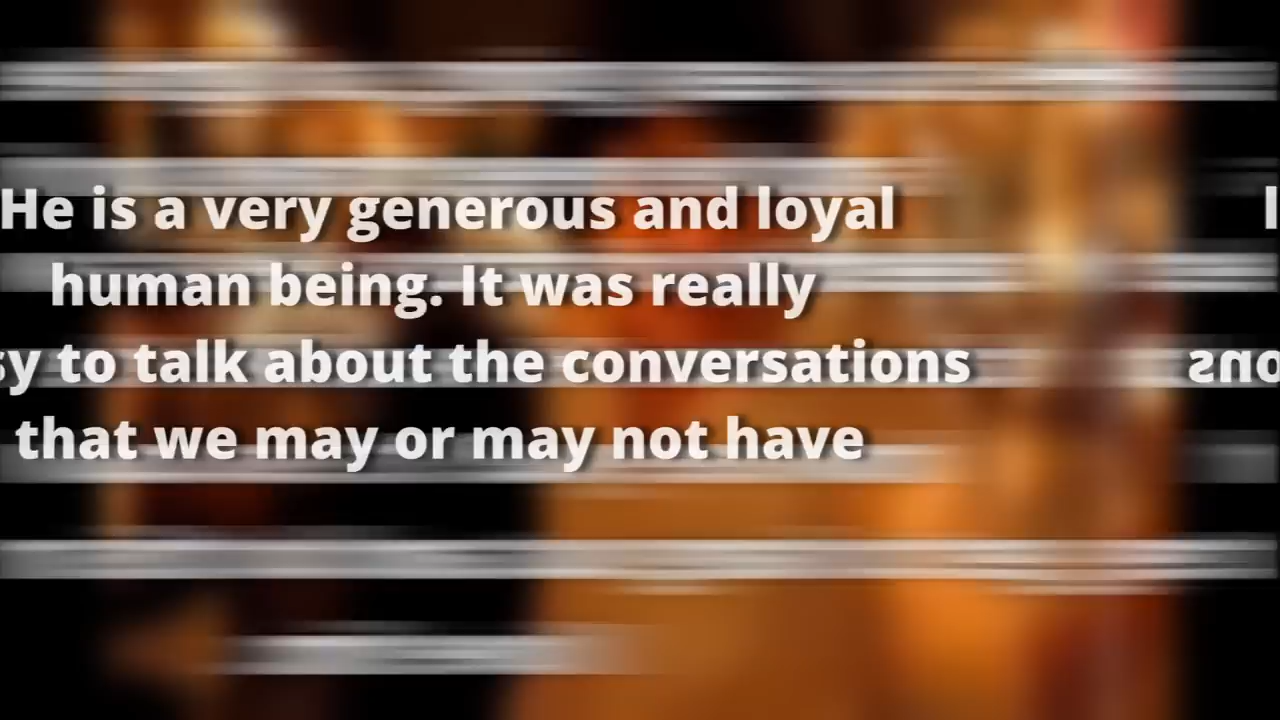 He is a very generous and loyal
human being. It was really
sy to talk about the conversations
that we may or may not have